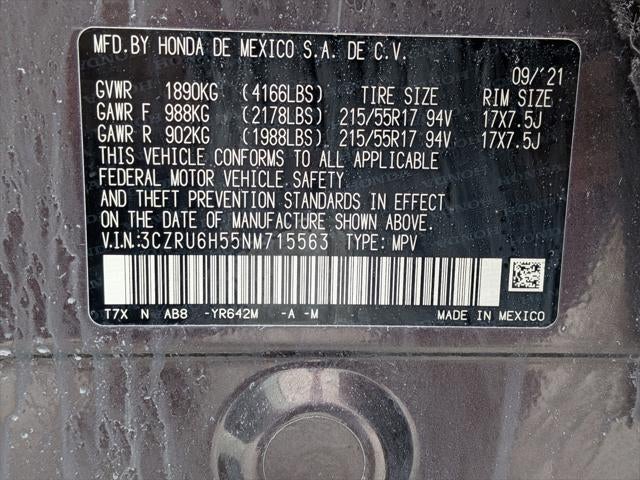 MFD. BY HONDA DE MEXICO S.A. DE C.V.
09/'21
GVWR 1890KG (4166LBS) TIRE SIZE RIM SIZE
GAWR F 988KG (2178LBS) 215/55R17 94V 17X7.5J
GAWR R 902KG (1988LBS) 215/55R17 94V 17X7.5J
THIS VEHICLE CONFORMS TO ALL APPLICABLE
FEDERAL MOTOR VEHICLE SAFETY
AND THEFT PREVENTION STANDARDS IN EFFECT
ON THE DATE OF MANUFACTURE SHOWN ABOVE.
V.I.N:3CZRU6H55NM715563 TYPE: MPV
T7X N AB8 -YR642M -A -M MADE IN MEXICO